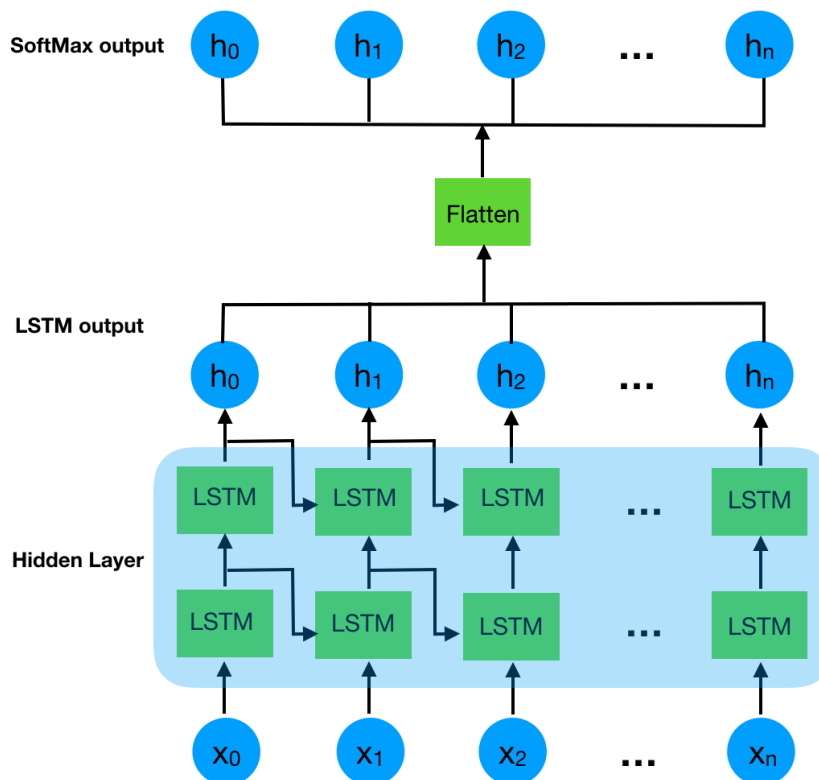 SoftMax output h₀ h₁ h₂ ... hₙ
Flatten
LSTM output
h₀ h₁ h₂ ... hₙ
LSTM LSTM LSTM ... LSTM
Hidden Layer
LSTM LSTM LSTM ... LSTM
x₀ x₁ x₂ ... xₙ